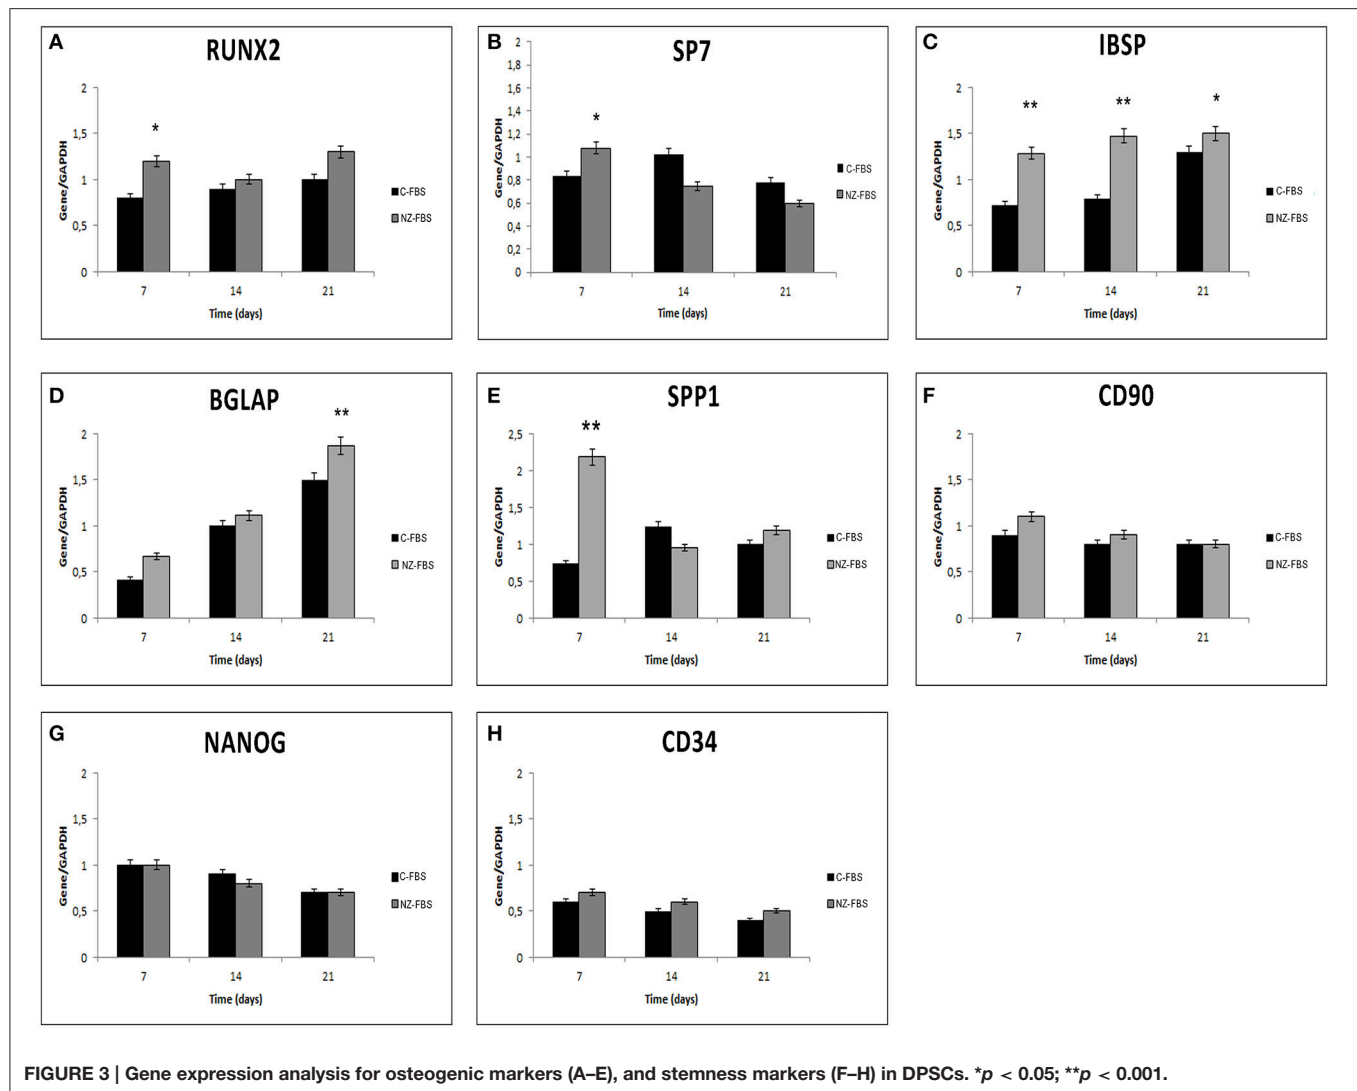 A
RUNX2
2
1,5
1
0,5
0
Gene/GAPDH
*
7
14
21
Time (days)
C-FBS
NZ-FBS
B
SP7
2
1,8
1,6
1,4
1,2
1
0,8
0,6
0,4
0,2
0
Gene/GAPDH
*
7
14
21
Time (days)
C-FBS
NZ-FBS
C
IBSP
2
1,5
1
0,5
0
Gene/GAPDH
**
**
*
7
14
21
Time (days)
C-FBS
NZ-FBS
D
BGLAP
2
1,5
1
0,5
0
Gene/GAPDH
**
7
14
21
Time (days)
C-FBS
NZ-FBS
E
SPP1
2,5
2
1,5
1
0,5
0
Gene/GAPDH
**
7
14
21
Time (days)
C-FBS
NZ-FBS
F
CD90
2
1,5
1
0,5
0
Gene/GAPDH
7
14
21
Time (days)
C-FBS
NZ-FBS
G
NANOG
2
1,5
1
0,5
0
Gene/GAPDH
7
14
21
Time (days)
C-FBS
NZ-FBS
H
CD34
2
1,5
1
0,5
0
Gene/GAPDH
7
14
21
Time (days)
C-FBS
NZ-FBS
FIGURE 3 | Gene expression analysis for osteogenic markers (A–E), and stemness markers (F–H) in DPSCs. *p < 0.05; **p < 0.001.